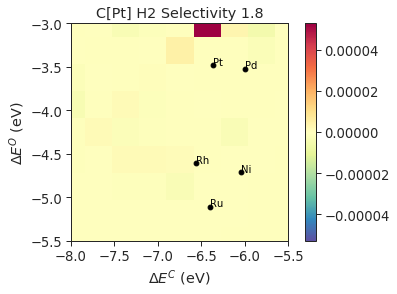 C[Pt] H2 Selectivity 1.8
−3.0
−3.5
−4.0
−4.5
−5.0
−5.5
ΔE^O (eV)
Pt
Pd
Rh
Ni
Ru
−8.0 −7.5 −7.0 −6.5 −6.0 −5.5
ΔE^C (eV)
0.00004
0.00002
0.00000
−0.00002
−0.00004